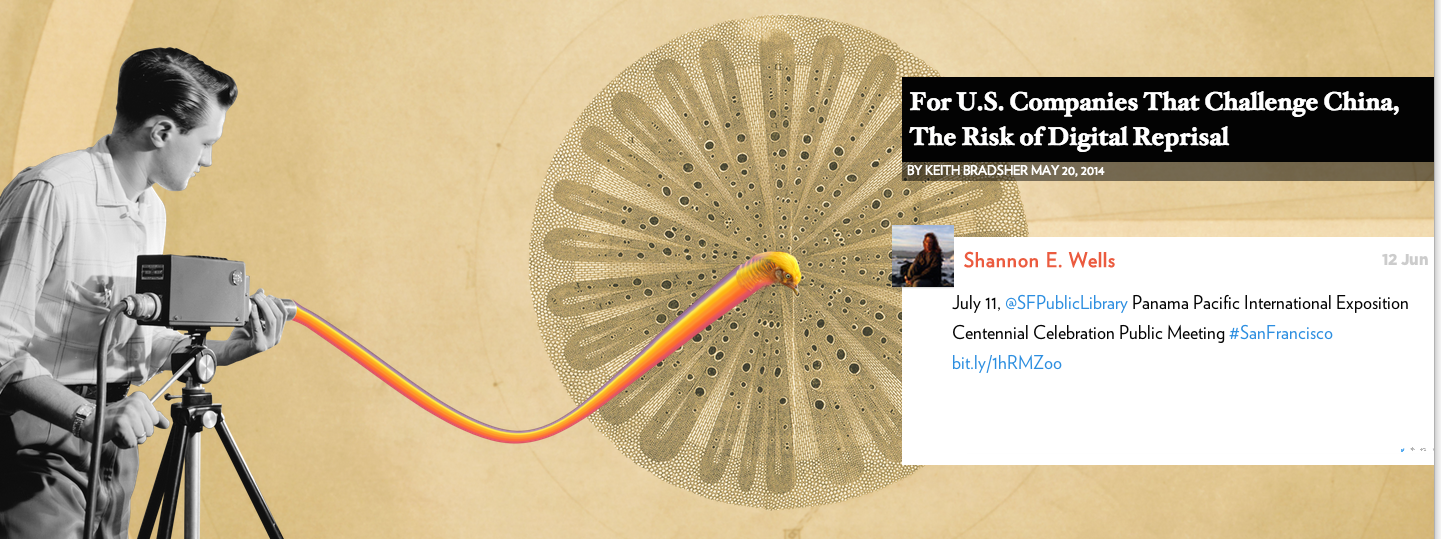 For U.S. Companies That Challenge China,
The Risk of Digital Reprisal
BY KEITH BRADSHER MAY 20, 2014
Shannon E. Wells
12 Jun
July 11, @SFPublicLibrary Panama Pacific International Exposition
Centennial Celebration Public Meeting #SanFrancisco
bit.ly/1hRMZoo